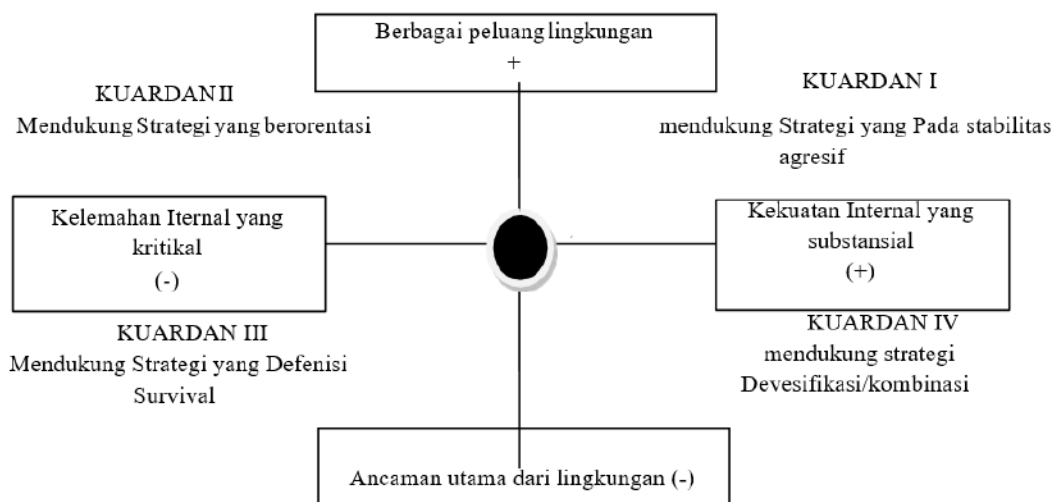 Berbagai peluang lingkungan
+
KUARDAN II
Mendukung Strategi yang berorentasi
KUARDAN I
mendukung Strategi yang Pada stabilitas
agresif
Kelemahan Iternal yang
kritikal
(-)
Kekuatan Internal yang
substansial
(+)
KUARDAN III
Mendukung Strategi yang Defenisi
Survival
KUARDAN IV
mendukung strategi
Devesifikasi/kombinasi
Ancaman utama dari lingkungan (-)